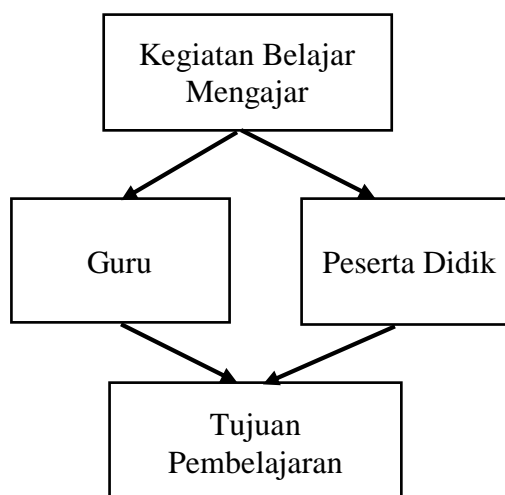 Kegiatan Belajar
Mengajar
Guru
Peserta Didik
Tujuan
Pembelajaran